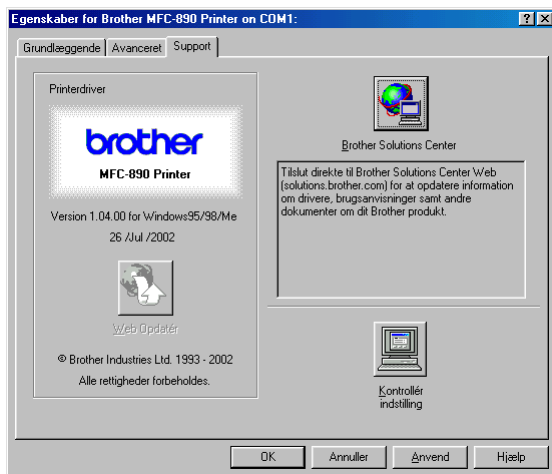 Egenskaber for Brother MFC-890 Printer on COM1:
Grundlæggende
Avanceret
Support
Printerdriver
brother
MFC-890 Printer
Version 1.04.00 for Windows95/98/Me
26 /Jul /2002
Web Opdatér
© Brother Industries Ltd. 1993 - 2002
Alle rettigheder forbeholdes.
Brother Solutions Center
Tilslut direkte til Brother Solutions Center Web
(solutions.brother.com) for at opdatere information
om drivere, brugsanvisninger samt andre
dokumenter om dit Brother produkt.
Kontrollér
indstilling
OK
Annuller
Anvend
Hjælp